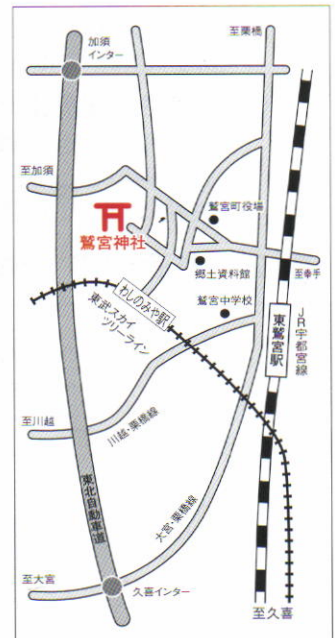 加須
インター
至栗橋
至加須
鷲宮町役場
鷲宮神社
郷土資料館
至幸手
わしのみや駅
鷲宮中学校
東武スカイ
ツリーライン
JR宇都宮線
東鷲宮駅
至川越
川越・栗橋線
東北自動車道
大宮・栗橋線
至大宮
久喜インター
至久喜